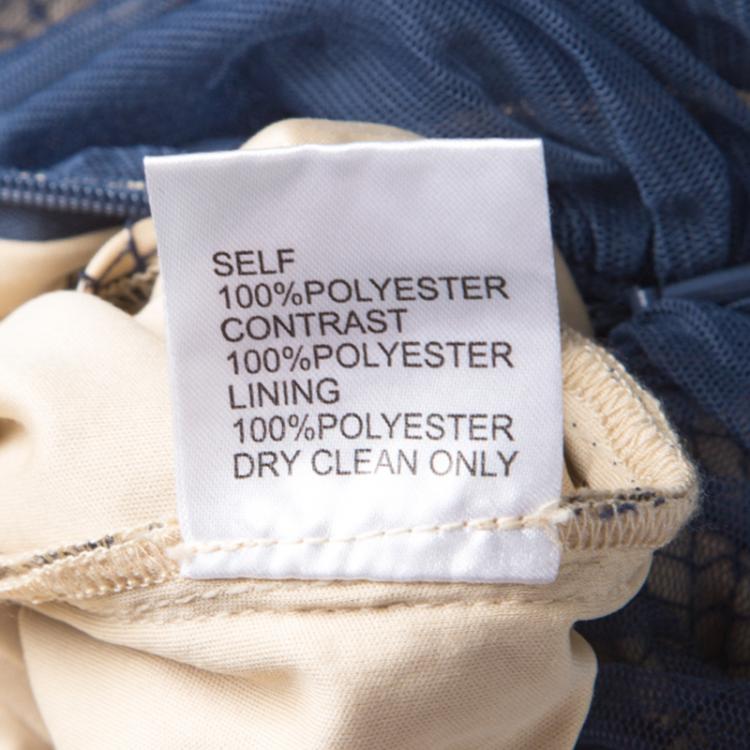 SELF
100%POLYESTER
CONTRAST
100%POLYESTER
LINING
100%POLYESTER
DRY CLEAN ONLY